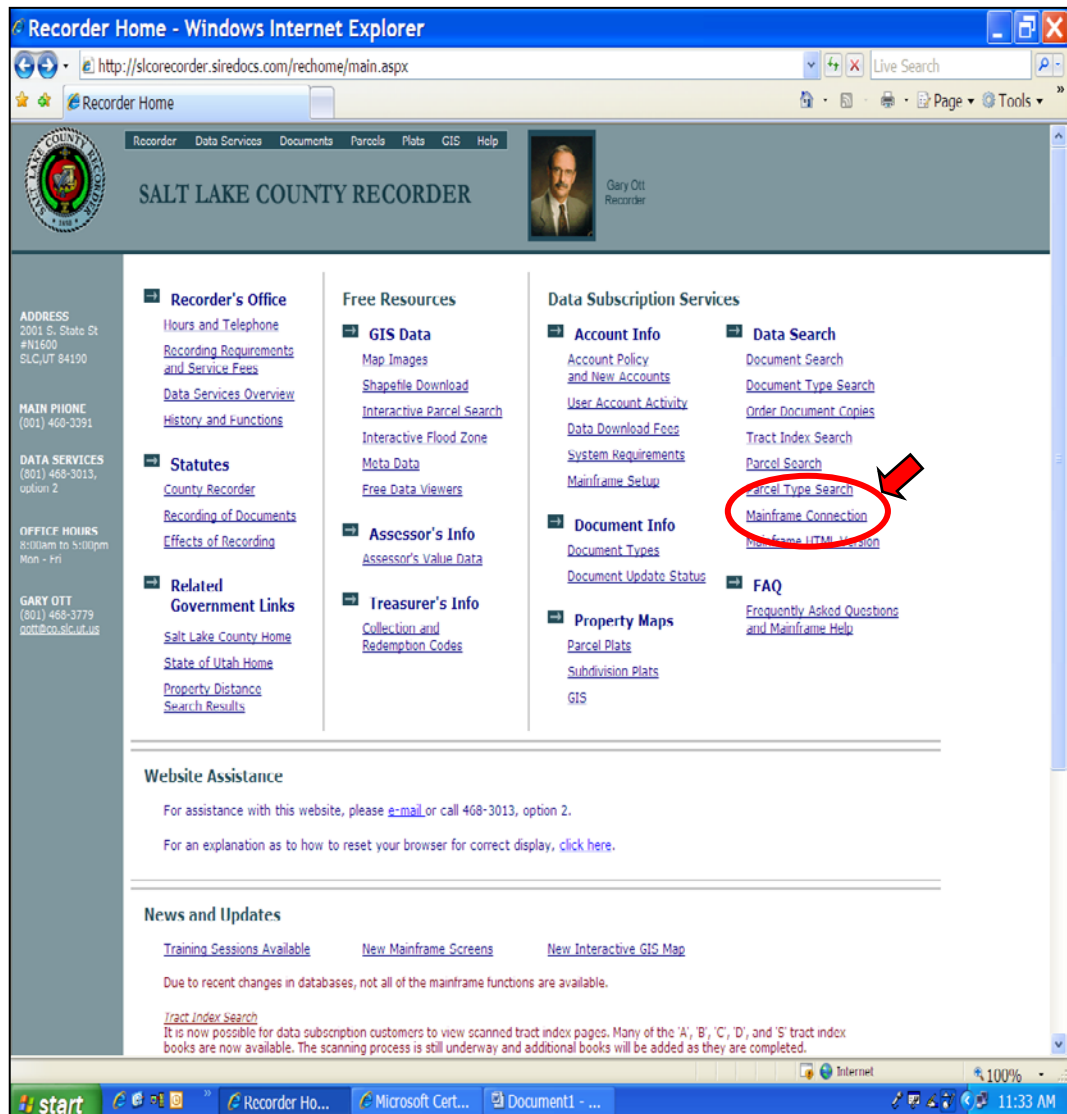 Recorder Home - Windows Internet Explorer
http://slcorecorder.siredocs.com/rechome/main.aspx
Live Search
Recorder Home
Page
Tools
Recorder Data Services Documents Parcels Plats GIS Help
SALT LAKE COUNTY RECORDER
Gary Ott
Recorder
ADDRESS
2001 S. State St
#N1600
SLC,UT 84190
MAIN PHONE
(801) 468-3391
DATA SERVICES
(801) 468-3013,
option 2
OFFICE HOURS
8:00am to 5:00pm
Mon - Fri
GARY OTT
(801) 468-3779
gott@co.slc.ut.us
Recorder's Office
Hours and Telephone
Recording Requirements
and Service Fees
Data Services Overview
History and Functions
Statutes
County Recorder
Recording of Documents
Effects of Recording
Related
Government Links
Salt Lake County Home
State of Utah Home
Property Distance
Search Results
Free Resources
GIS Data
Map Images
Shapefile Download
Interactive Parcel Search
Interactive Flood Zone
Meta Data
Free Data Viewers
Assessor's Info
Assessor's Value Data
Treasurer's Info
Collection and
Redemption Codes
Data Subscription Services
Account Info
Account Policy
and New Accounts
User Account Activity
Data Download Fees
System Requirements
Mainframe Setup
Document Info
Document Types
Document Update Status
Property Maps
Parcel Plats
Subdivision Plats
GIS
Data Search
Document Search
Document Type Search
Order Document Copies
Tract Index Search
Parcel Search
Parcel Type Search
Mainframe Connection
Mainframe HTML Version
FAQ
Frequently Asked Questions
and Mainframe Help
Website Assistance
For assistance with this website, please e-mail or call 468-3013, option 2.
For an explanation as to how to reset your browser for correct display, click here.
News and Updates
Training Sessions Available New Mainframe Screens New Interactive GIS Map
Due to recent changes in databases, not all of the mainframe functions are available.
Tract Index Search
It is now possible for data subscription customers to view scanned tract index pages. Many of the 'A', 'B', 'C', 'D', and 'S' tract index
books are now available. The scanning process is still underway and additional books will be added as they are completed.
Internet
100%
start
Recorder Ho...
Microsoft Cert...
Document1 - ...
11:33 AM